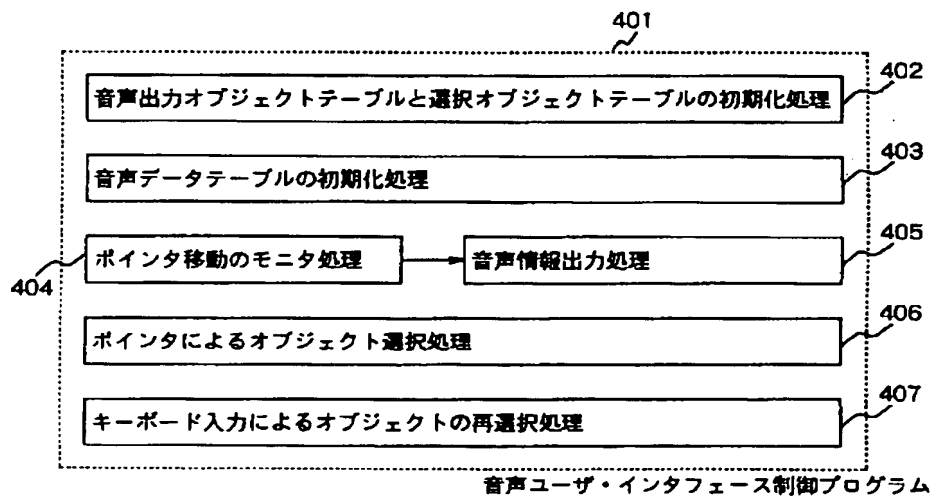 401
音声出力オブジェクトテーブルと選択オブジェクトテーブルの初期化処理
402
音声データテーブルの初期化処理
403
404
ポインタ移動のモニタ処理
音声情報出力処理
405
ポインタによるオブジェクト選択処理
406
キーボード入力によるオブジェクトの再選択処理
407
音声ユーザ・インタフェース制御プログラム